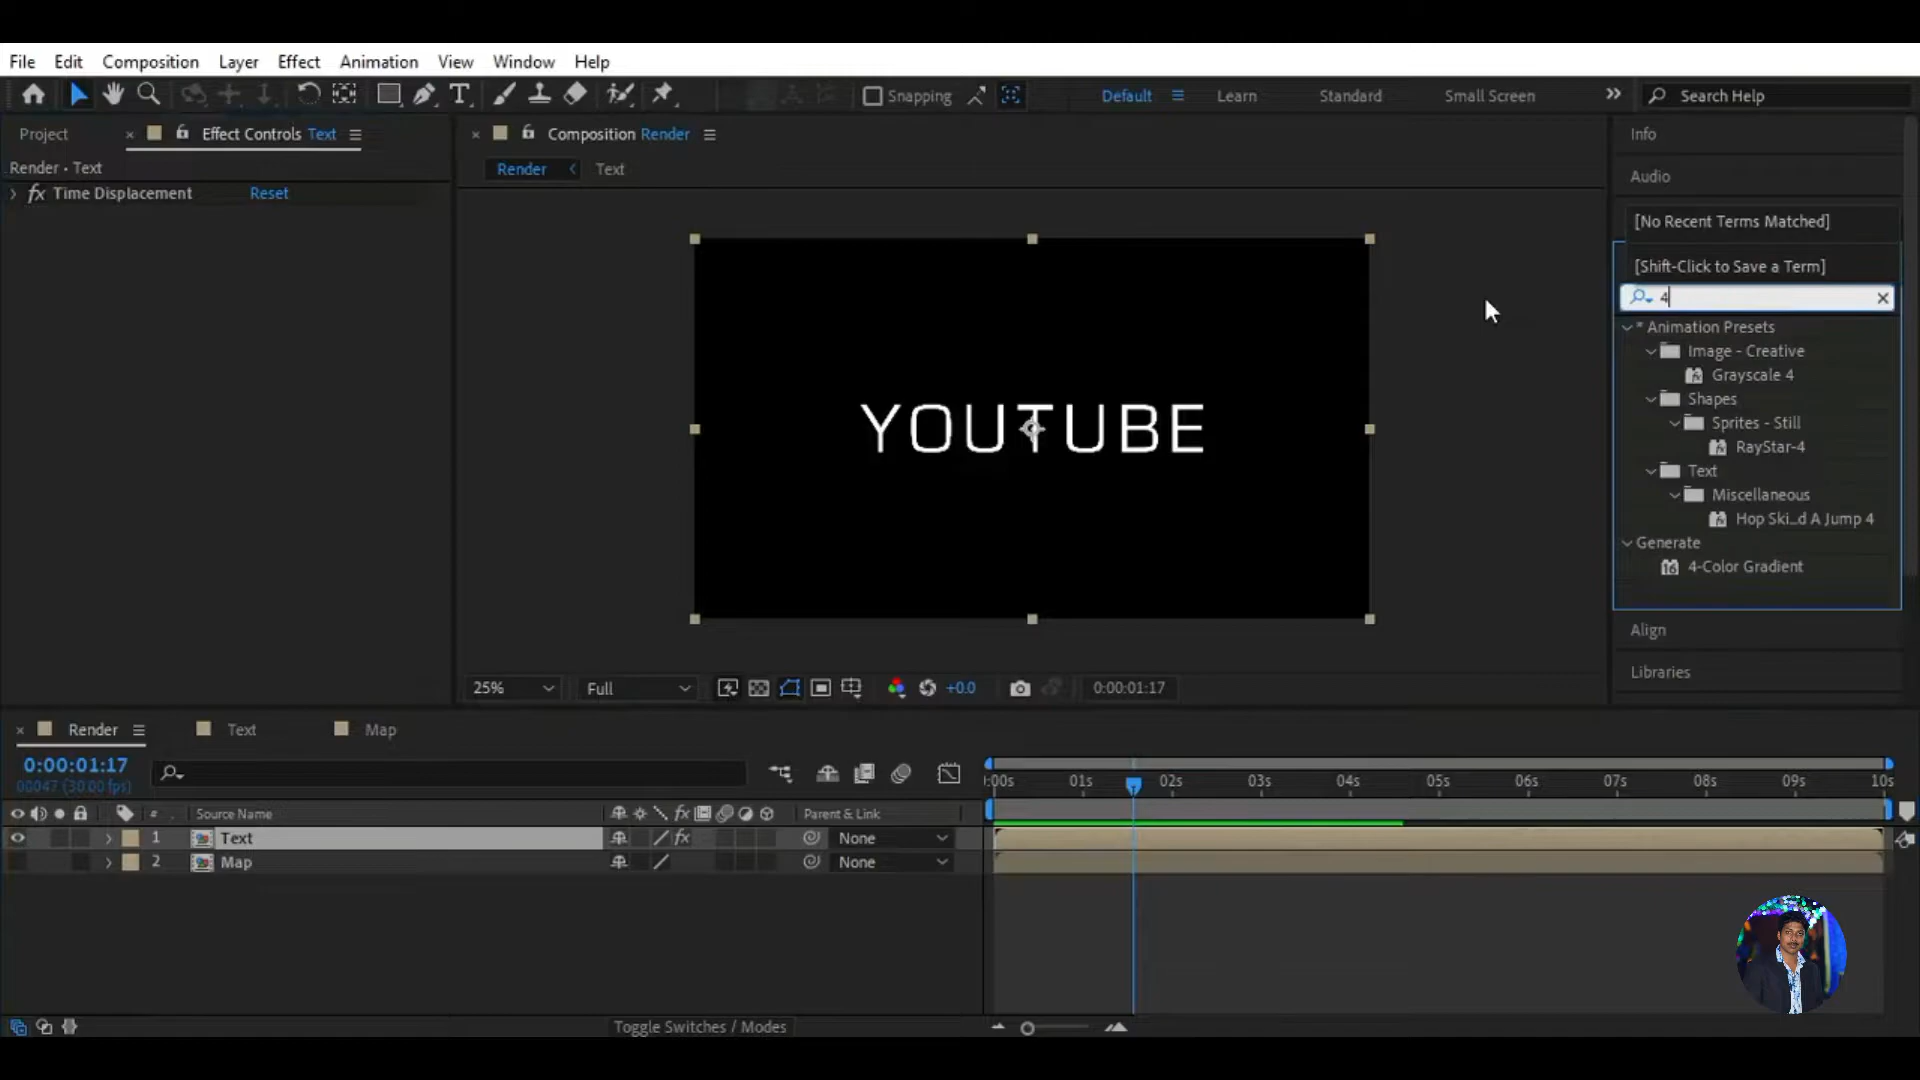 File Edit Composition Layer Effect Animation View Window Help
Snapping Default Learn Standard Small Screen Search Help
Project Effect Controls Text Composition Render Info
Render • Text
Render Text
Audio
Time Displacement Reset
[No Recent Terms Matched]
[Shift-Click to Save a Term]
4
* Animation Presets
Image - Creative
Grayscale 4
Shapes
Sprites - Still
RayStar-4
Text
Miscellaneous
Hop Ski...d A Jump 4
Generate
4-Color Gradient
YOUTUBE
Align
Libraries
25% Full +0.0 0:00:01:17
Render Text Map
0:00:01:17
00047 (30.00 fps)
:00s 01s 02s 03s 04s 05s 06s 07s 08s 09s 10s
# Source Name fx Parent & Link
1 Text fx None
2 Map None
Toggle Switches / Modes